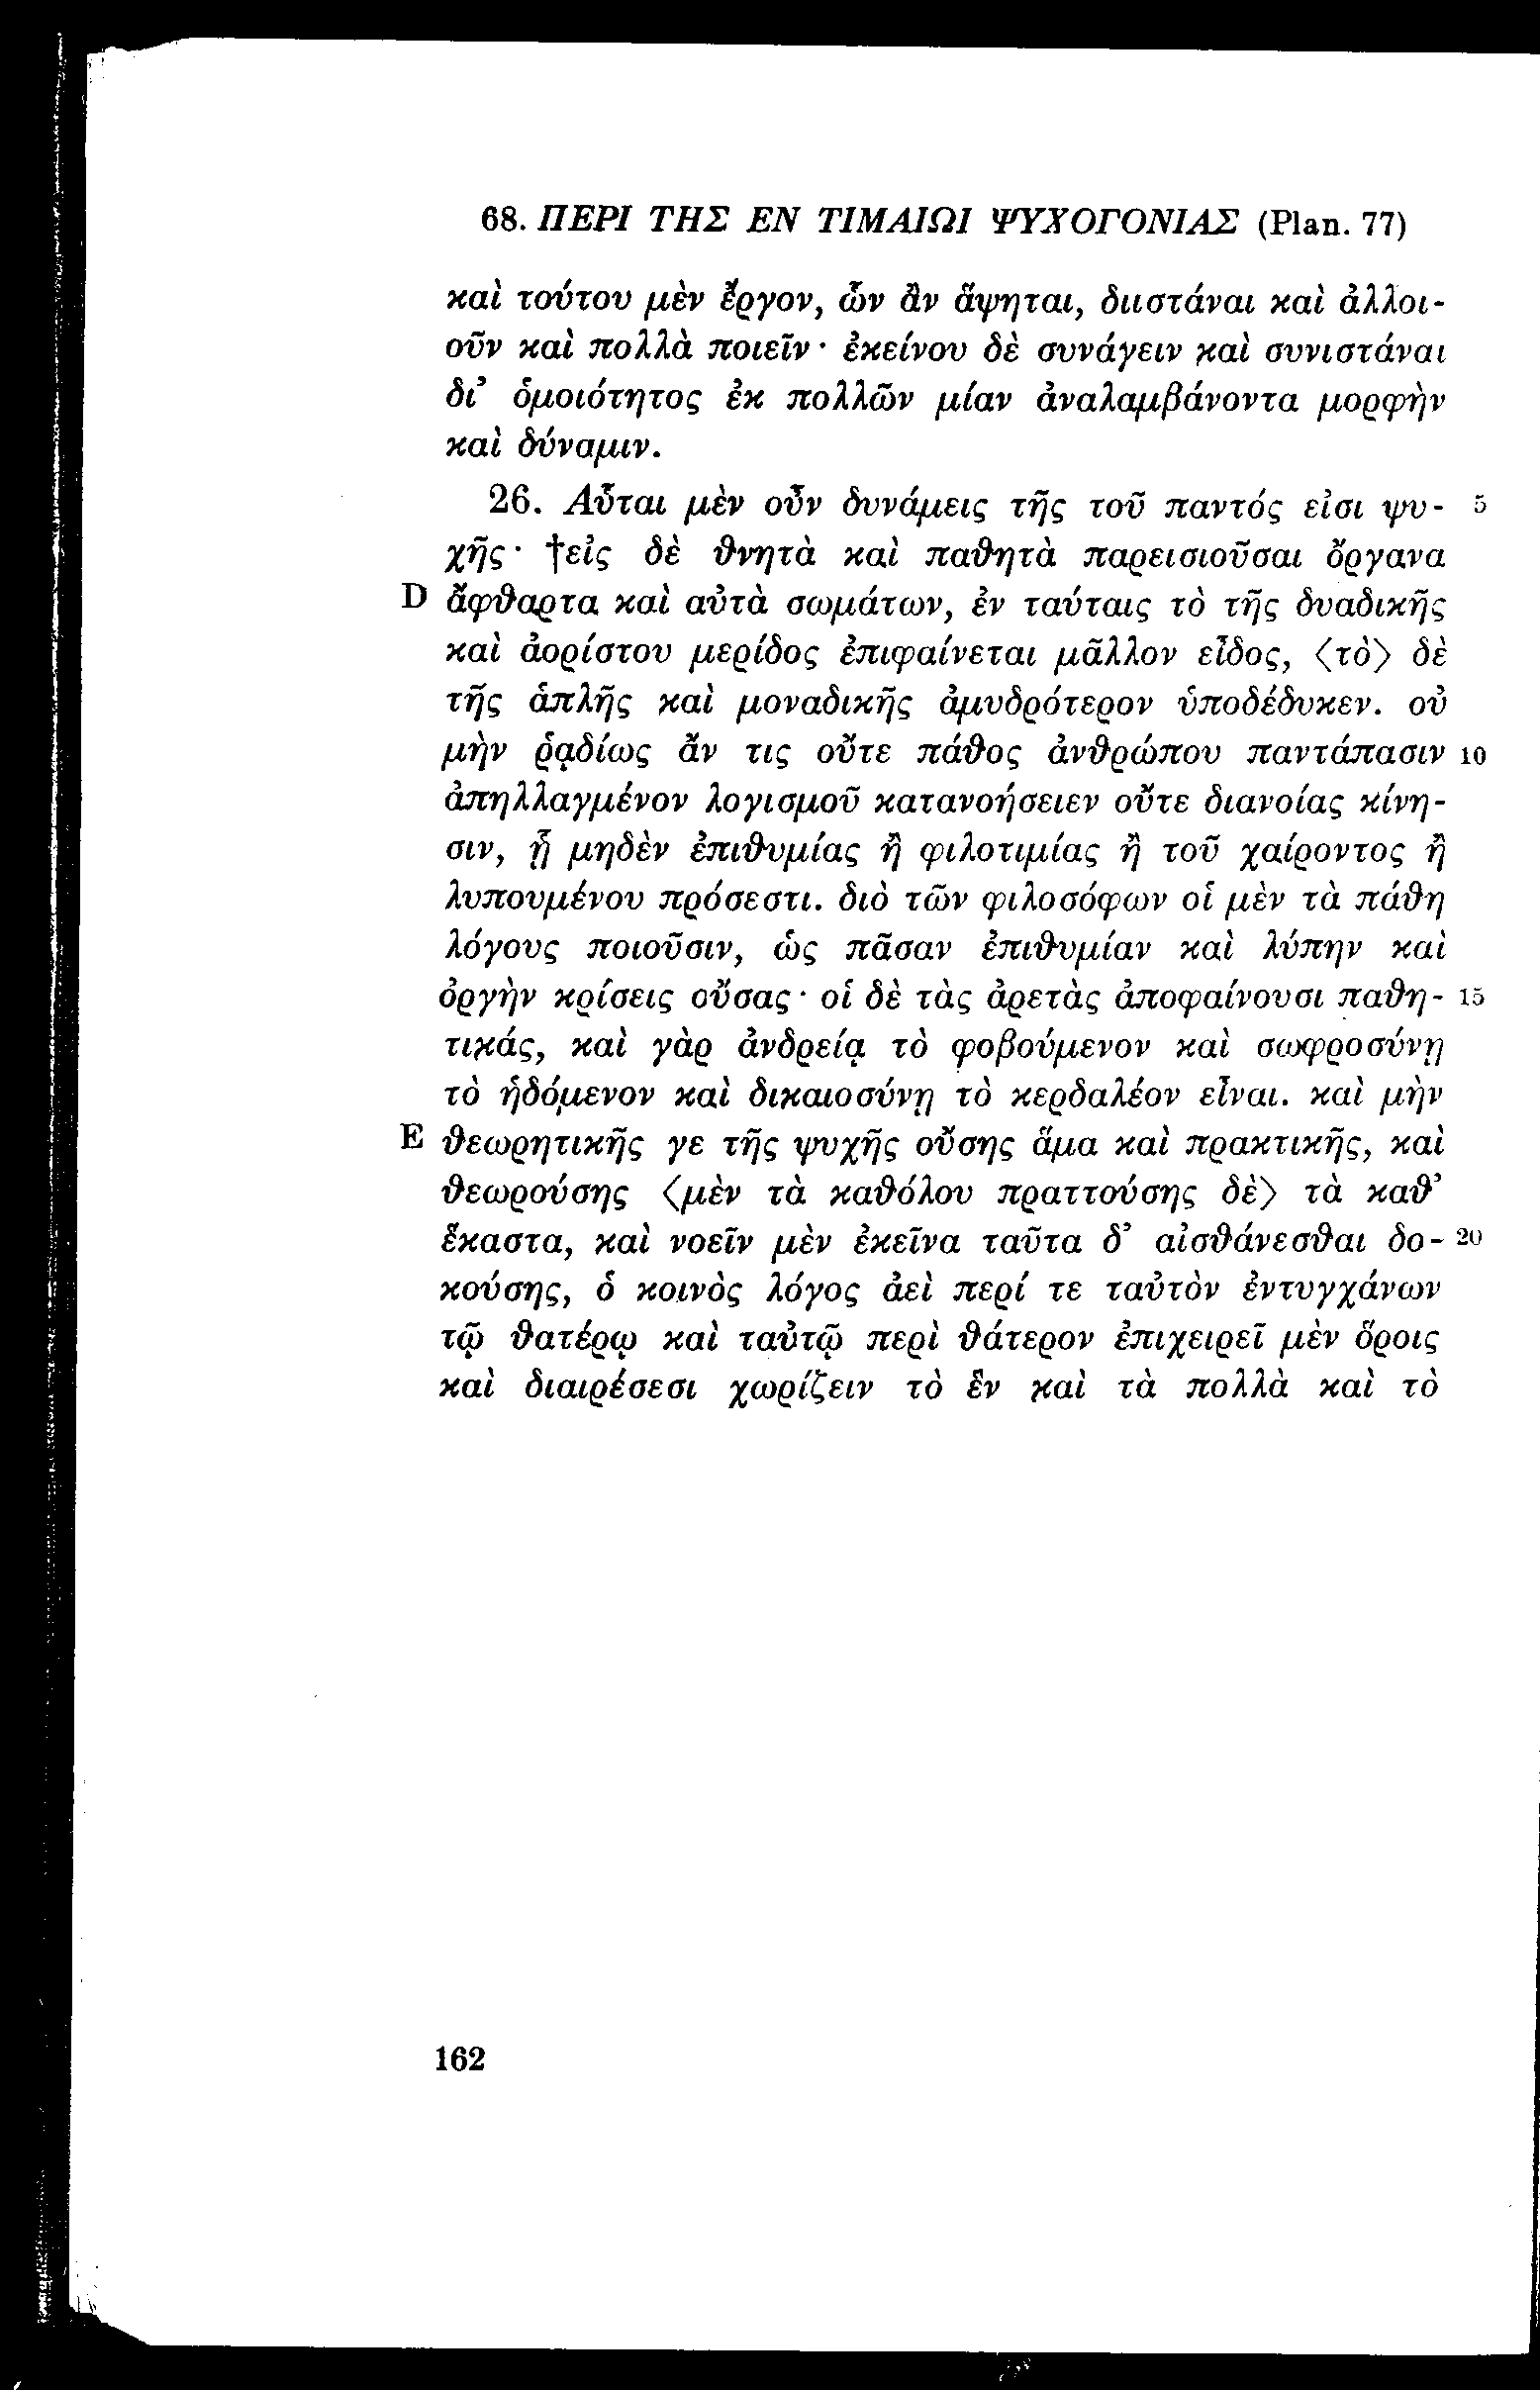 68. ΠΕΡΙ ΤΗΣ ΕΝ ΤΙΜΑΙΩΙ ΨΥΧΟΓΟΝΙΑΣ (Plan. 77)
καὶ τούτου μὲν ἔργον, ὧν ἂν ἅψηται, διιστάναι καὶ ἀλλοι-
οῦν καὶ πολλὰ ποιεῖν· ἐκείνου δὲ συνάγειν καὶ συνιστάναι
δι’ ὁμοιότητος ἐκ πολλῶν μίαν ἀναλαμβάνοντα μορφὴν
καὶ δύναμιν.
26. Αὗται μὲν οὖν δυνάμεις τῆς τοῦ παντός εἰσι ψυ- 5
χῆς· †εἰς δὲ θνητὰ καὶ παθητὰ παρεισιοῦσαι ὄργανα
D ἄφθαρτα καὶ αὐτὰ σωμάτων, ἐν ταύταις τὸ τῆς δυαδικῆς
καὶ ἀορίστου μερίδος ἐπιφαίνεται μᾶλλον εἶδος, ⟨τὸ⟩ δὲ
τῆς ἁπλῆς καὶ μοναδικῆς ἀμυδρότερον ὑποδέδυκεν. οὐ
μὴν ῥᾳδίως ἄν τις οὔτε πάθος ἀνθρώπου παντάπασιν 10
ἀπηλλαγμένον λογισμοῦ κατανοήσειεν οὔτε διανοίας κίνη-
σιν, ᾗ μηδὲν ἐπιθυμίας ἢ φιλοτιμίας ἢ τοῦ χαίροντος ἢ
λυπουμένου πρόσεστι. διὸ τῶν φιλοσόφων οἱ μὲν τὰ πάθη
λόγους ποιοῦσιν, ὡς πᾶσαν ἐπιθυμίαν καὶ λύπην καὶ
ὀργὴν κρίσεις οὔσας· οἱ δὲ τὰς ἀρετὰς ἀποφαίνουσι παθη- 15
τικάς, καὶ γὰρ ἀνδρείᾳ τὸ φοβούμενον καὶ σωφροσύνῃ
τὸ ἡδόμενον καὶ δικαιοσύνῃ τὸ κερδαλέον εἶναι. καὶ μὴν
E θεωρητικῆς γε τῆς ψυχῆς οὔσης ἅμα καὶ πρακτικῆς, καὶ
θεωρούσης ⟨μὲν τὰ καθόλου πραττούσης δὲ⟩ τὰ καθ’
ἕκαστα, καὶ νοεῖν μὲν ἐκεῖνα ταῦτα δ’ αἰσθάνεσθαι δο- 20
κούσης, ὁ κοινὸς λόγος ἀεὶ περί τε ταὐτὸν ἐντυγχάνων
τῷ θατέρῳ καὶ ταὐτῷ περὶ θάτερον ἐπιχειρεῖ μὲν ὅροις
καὶ διαιρέσεσι χωρίζειν τὸ ἓν καὶ τὰ πολλὰ καὶ τὸ
162